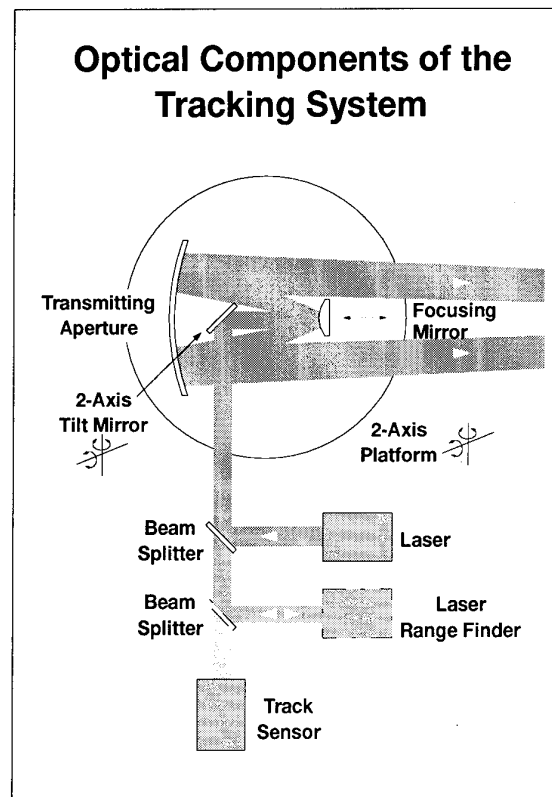 Optical Components of the
Tracking System
Transmitting
Aperture
Focusing
Mirror
2-Axis
Tilt Mirror
2-Axis
Platform
Beam
Splitter
Laser
Beam
Splitter
Laser
Range Finder
Track
Sensor